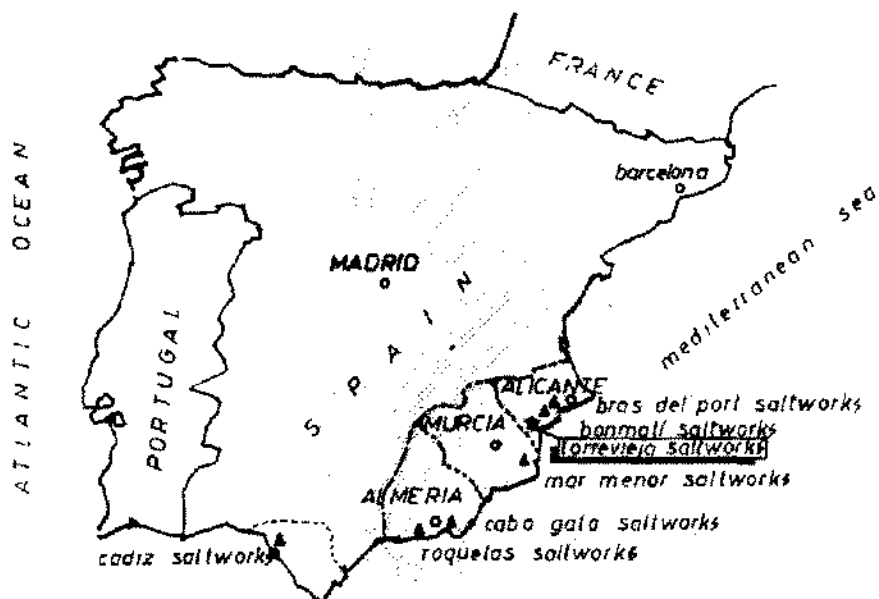 FRANCE
ATLANTIC OCEAN
barcelona
mediterranean sea
MADRID
SPAIN
PORTUGAL
ALICANTE
bras del port saltworks
MURCIA
bonmati saltworks
torrevieja saltworks
mar menor saltworks
ALMERIA
cabo gata saltworks
cadiz saltworks
roquetas saltworks